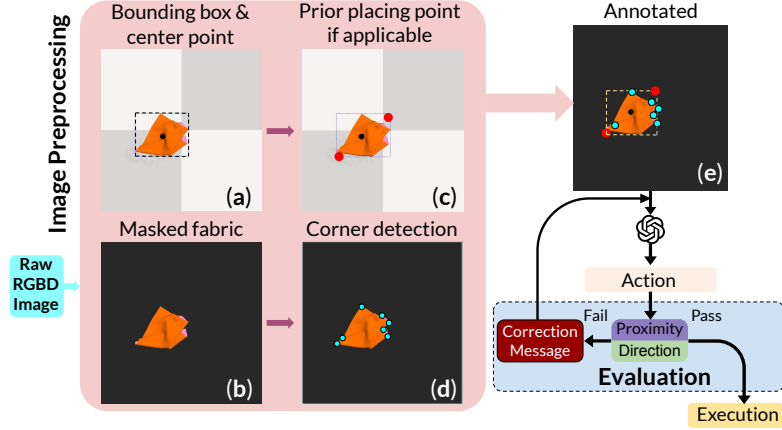 Image Preprocessing
Bounding box &
center point
(a)
Prior placing point
if applicable
(c)
Masked fabric
(b)
Corner detection
(d)
Raw
RGBD
Image
Annotated
(e)
Action
Fail
Pass
Correction
Message
Proximity
Direction
Evaluation
Execution